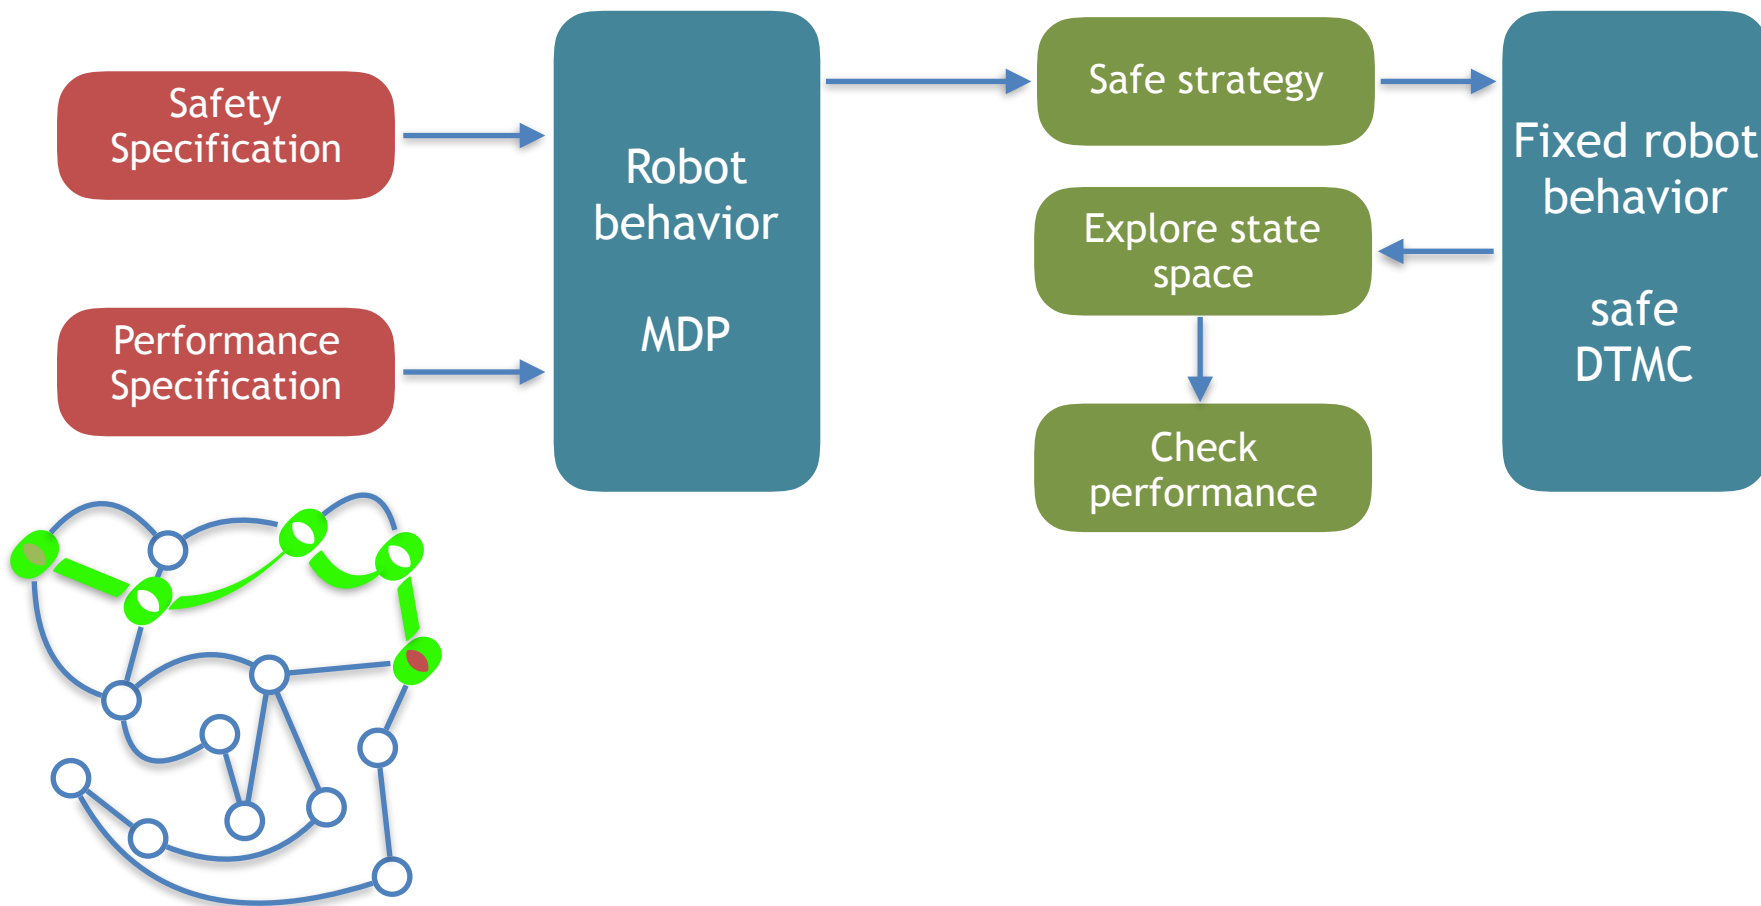 Safety
Specification
Performance
Specification
Robot
behavior
MDP
Safe strategy
Explore state
space
Check
performance
Fixed robot
behavior
safe
DTMC